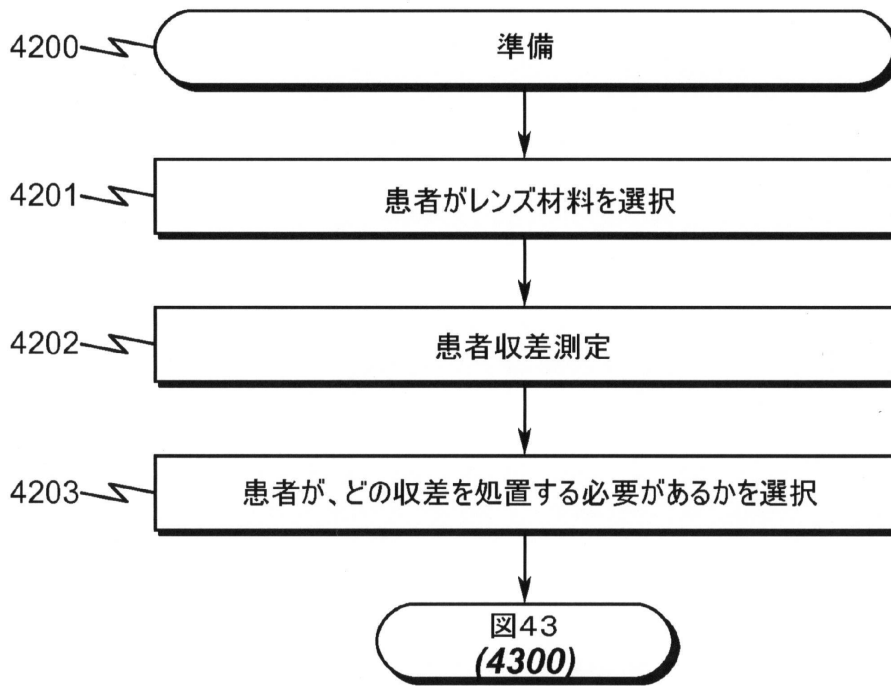 4200
準備
4201
患者がレンズ材料を選択
4202
患者収差測定
4203
患者が、どの収差を処置する必要があるかを選択
図43
(4300)